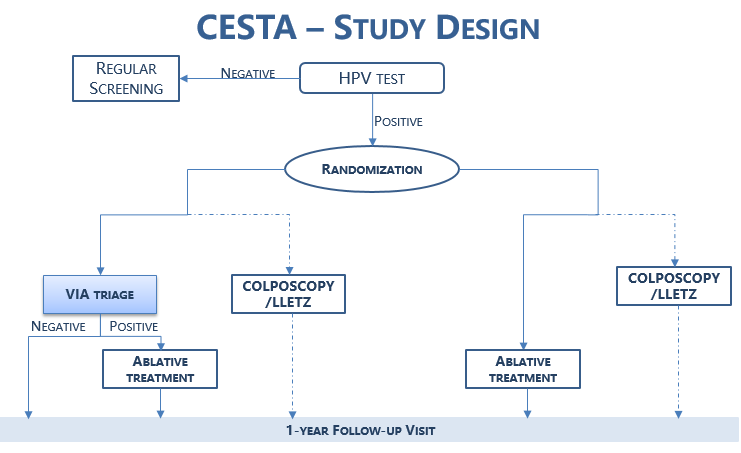 CESTA – STUDY DESIGN
REGULAR
SCREENING
NEGATIVE
HPV TEST
POSITIVE
RANDOMIZATION
VIA TRIAGE
COLPOSCOPY
/LLETZ
COLPOSCOPY
/LLETZ
NEGATIVE
POSITIVE
ABLATIVE
TREATMENT
ABLATIVE
TREATMENT
1-YEAR FOLLOW-UP VISIT